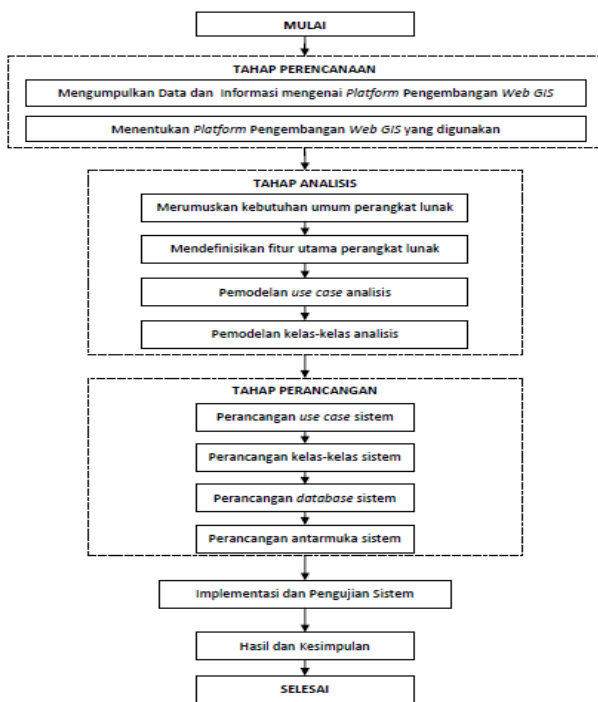 MULAI
TAHAP PERENCANAAN
Mengumpulkan Data dan Informasi mengenai Platform Pengembangan Web GIS
Menentukan Platform Pengembangan Web GIS yang digunakan
TAHAP ANALISIS
Merumuskan kebutuhan umum perangkat lunak
Mendefinisikan fitur utama perangkat lunak
Pemodelan use case analisis
Pemodelan kelas-kelas analisis
TAHAP PERANCANGAN
Perancangan use case sistem
Perancangan kelas-kelas sistem
Perancangan database sistem
Perancangan antarmuka sistem
Implementasi dan Pengujian Sistem
Hasil dan Kesimpulan
SELESAI